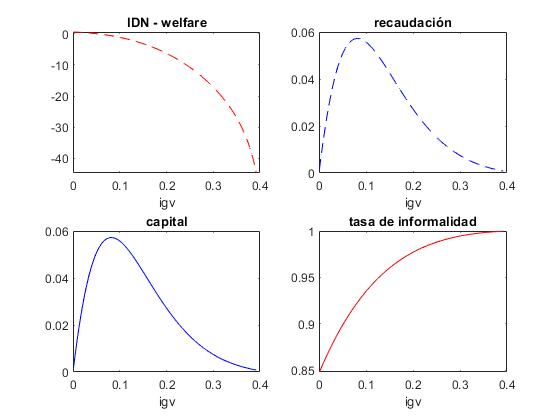 IDN - welfare
0
-10
-20
-30
-40
0 0.1 0.2 0.3 0.4
igv
recaudación
0.06
0.04
0.02
0
0 0.1 0.2 0.3 0.4
igv
capital
0.06
0.04
0.02
0
0 0.1 0.2 0.3 0.4
igv
tasa de informalidad
1
0.95
0.9
0.85
0 0.1 0.2 0.3 0.4
igv